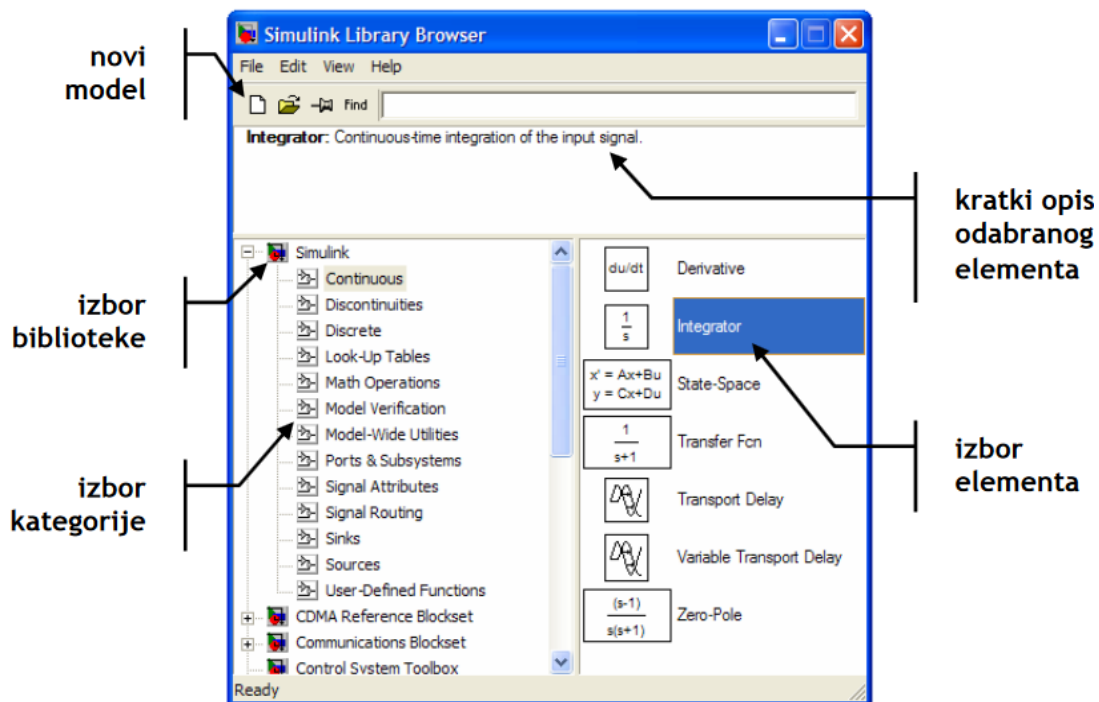 novi
model
Simulink Library Browser
File Edit View Help
Find
Integrator: Continuous-time integration of the input signal.
kratki opis
odabranog
elementa
izbor
biblioteke
izbor
kategorije
Simulink
Continuous
Discontinuities
Discrete
Look-Up Tables
Math Operations
Model Verification
Model-Wide Utilities
Ports & Subsystems
Signal Attributes
Signal Routing
Sinks
Sources
User-Defined Functions
CDMA Reference Blockset
Communications Blockset
Control System Toolbox
du/dt Derivative
1
s
Integrator
x' = Ax+Bu
y = Cx+Du
State-Space
1
s+1
Transfer Fcn
Transport Delay
Variable Transport Delay
(s-1)
s(s+1)
Zero-Pole
izbor
elementa
Ready